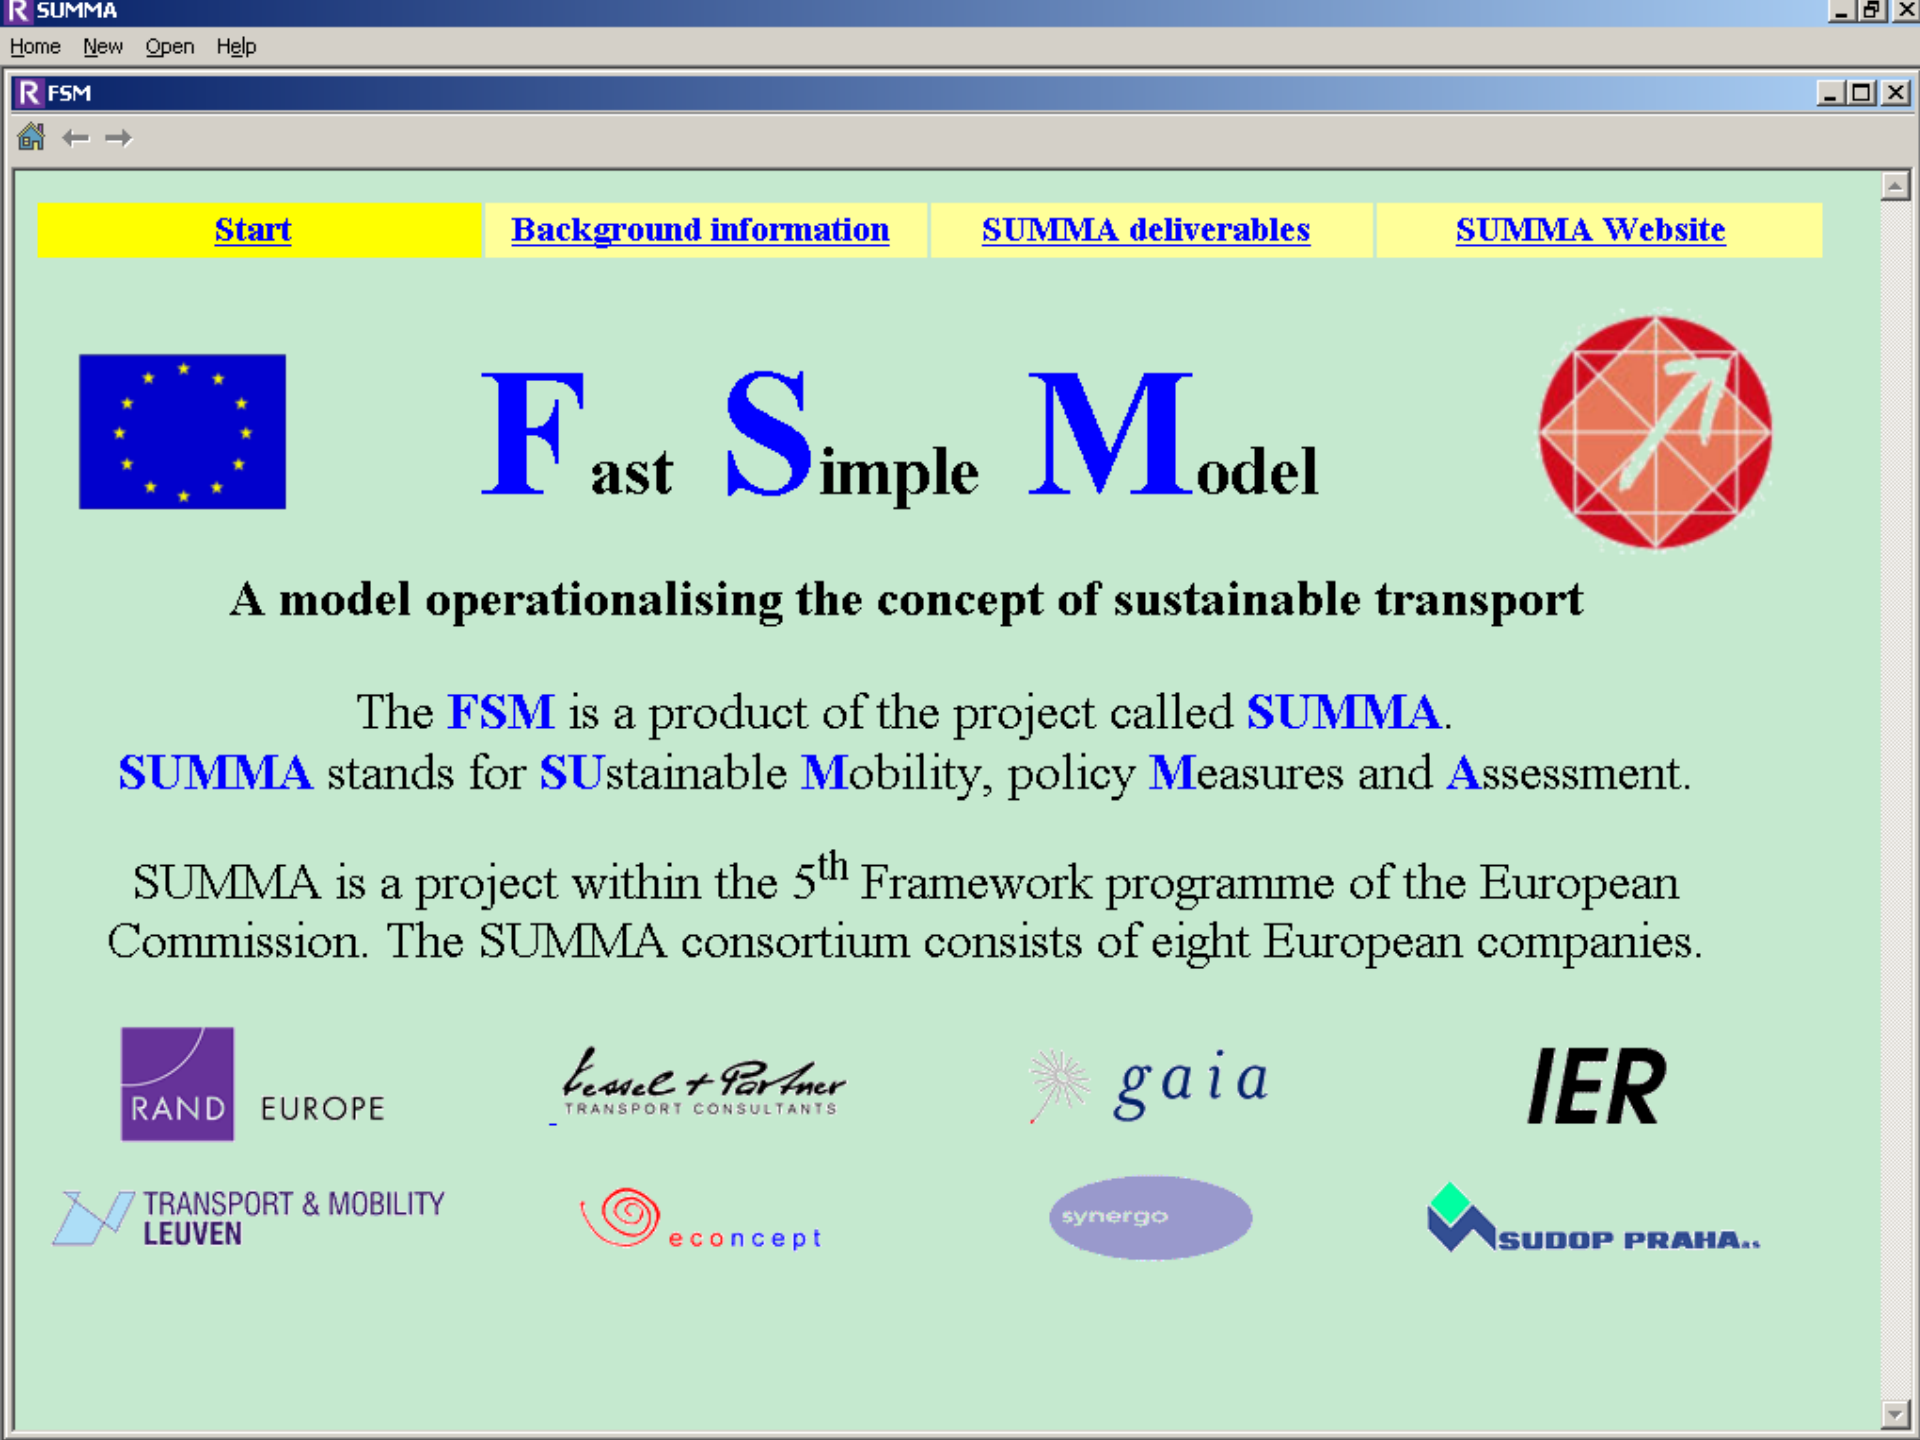 R SUMMA
Home New Open Help
R FSM
Start Background information SUMMA deliverables SUMMA Website
Fast Simple Model
A model operationalising the concept of sustainable transport
The FSM is a product of the project called SUMMA.
SUMMA stands for SUstainable Mobility, policy Measures and Assessment.
SUMMA is a project within the 5th Framework programme of the European
Commission. The SUMMA consortium consists of eight European companies.
RAND EUROPE
kessel + Partner
TRANSPORT CONSULTANTS
gaia
IER
TRANSPORT & MOBILITY
LEUVEN
econcept
synergo
SUDOP PRAHA a.s.